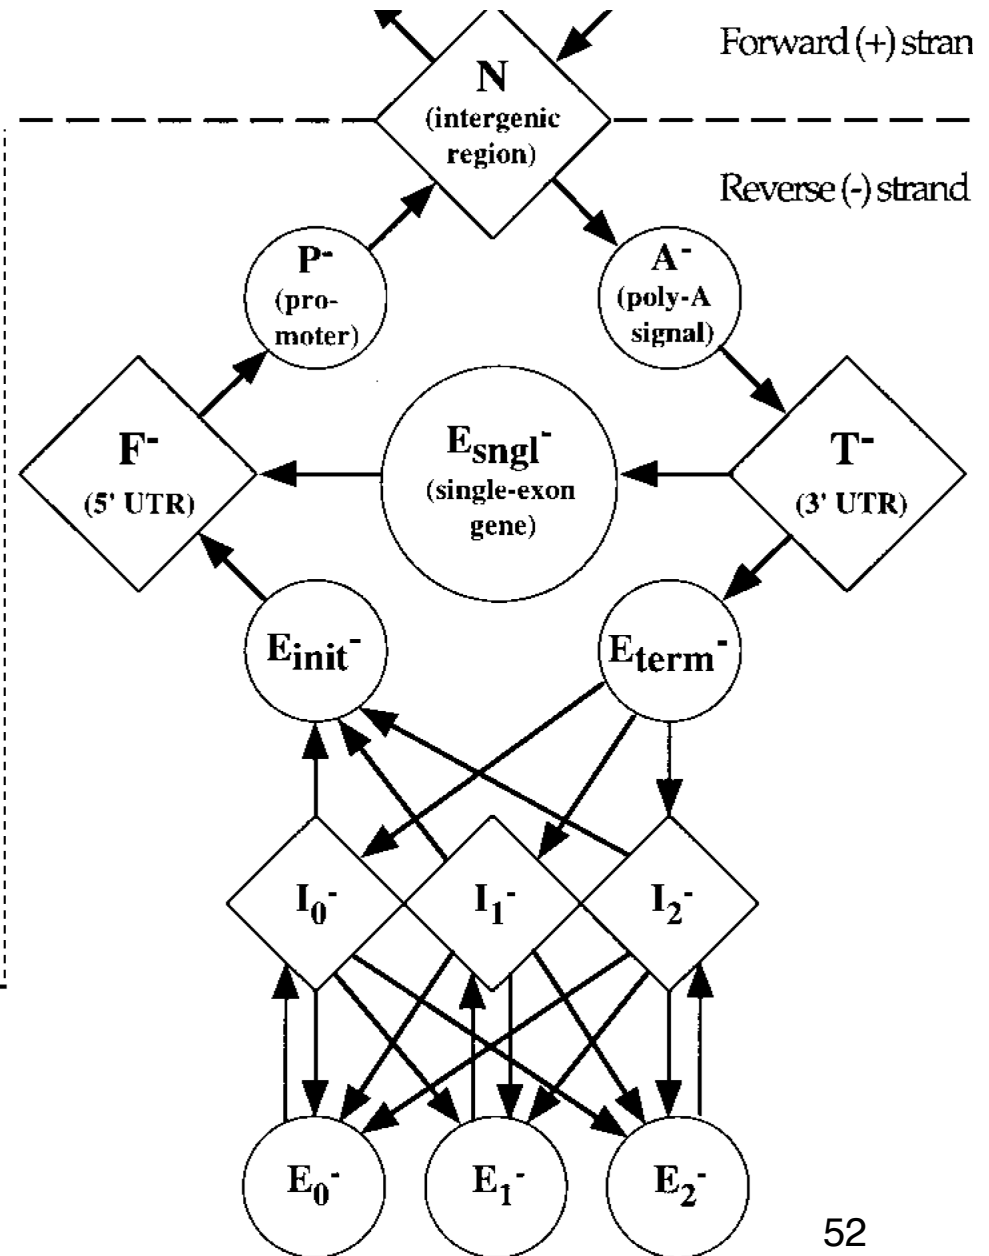 Forward (+) stran
N
(intergenic
region)
Reverse (-) strand
P-
(pro-
moter)
A-
(poly-A
signal)
F-
(5' UTR)
Esngl-
(single-exon
gene)
T-
(3' UTR)
Einit-
Eterm-
I0-
I1-
I2-
E0-
E1-
E2-
52